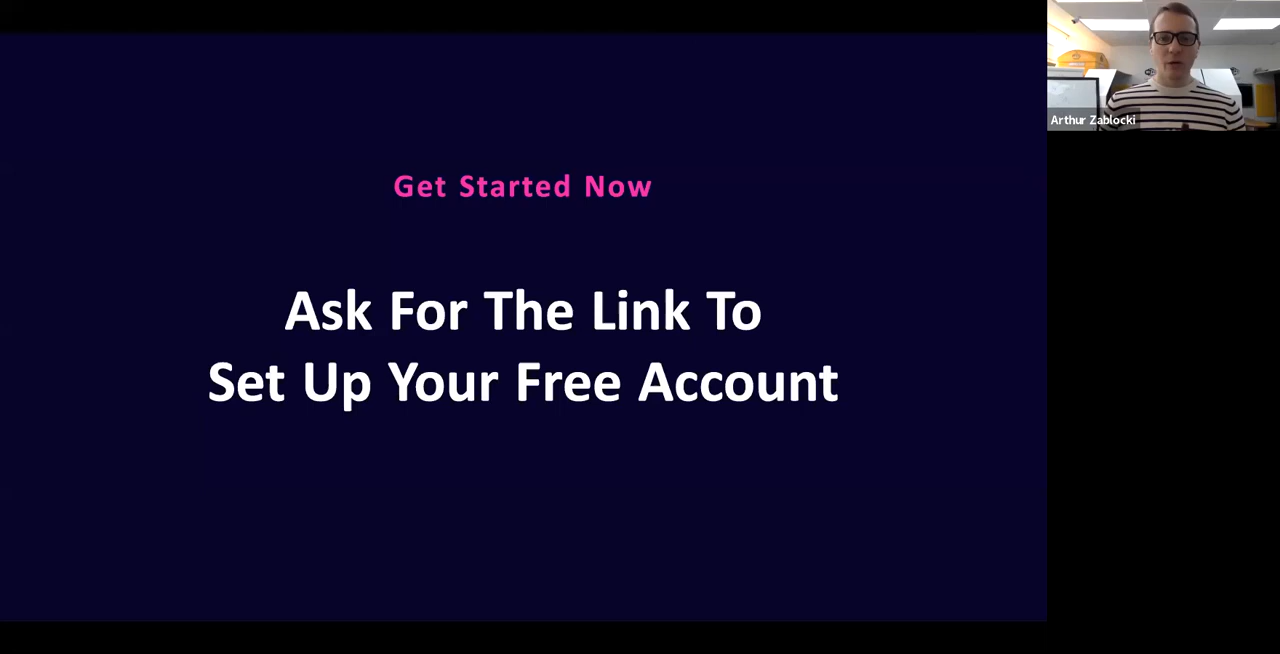 Get Started Now
Ask For The Link To
Set Up Your Free Account
Arthur Zablocki